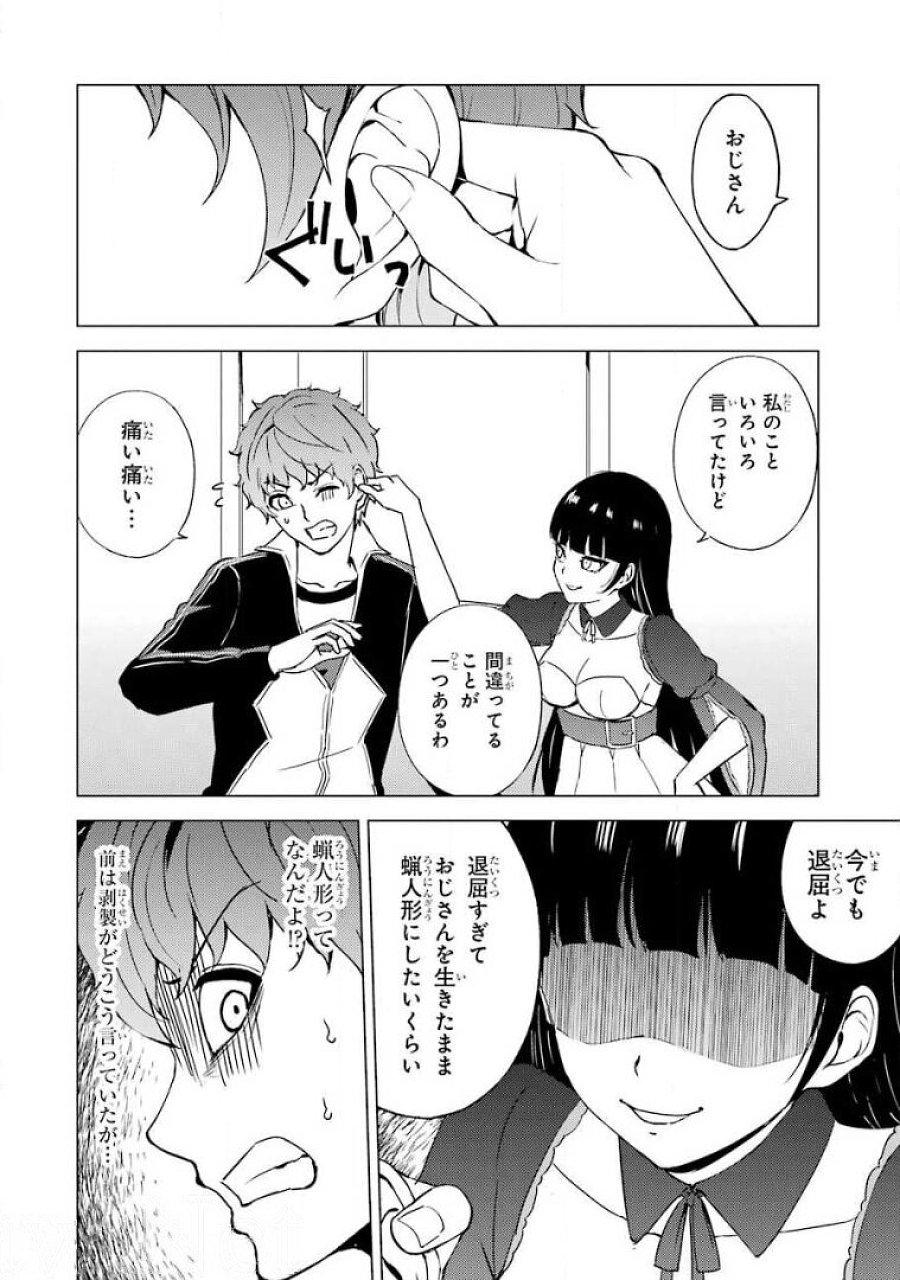 おじさん
ぐいっ
私のこと
いろいろ
言ってたけど
間違ってる
ことが
一つあるわ
痛い痛い…
今でも
退屈よ
退屈すぎて
おじさんを生きたまま
蝋人形にしたいくらい
蝋人形って
なんだよ!?
前は剥製がどうこう言っていたが…